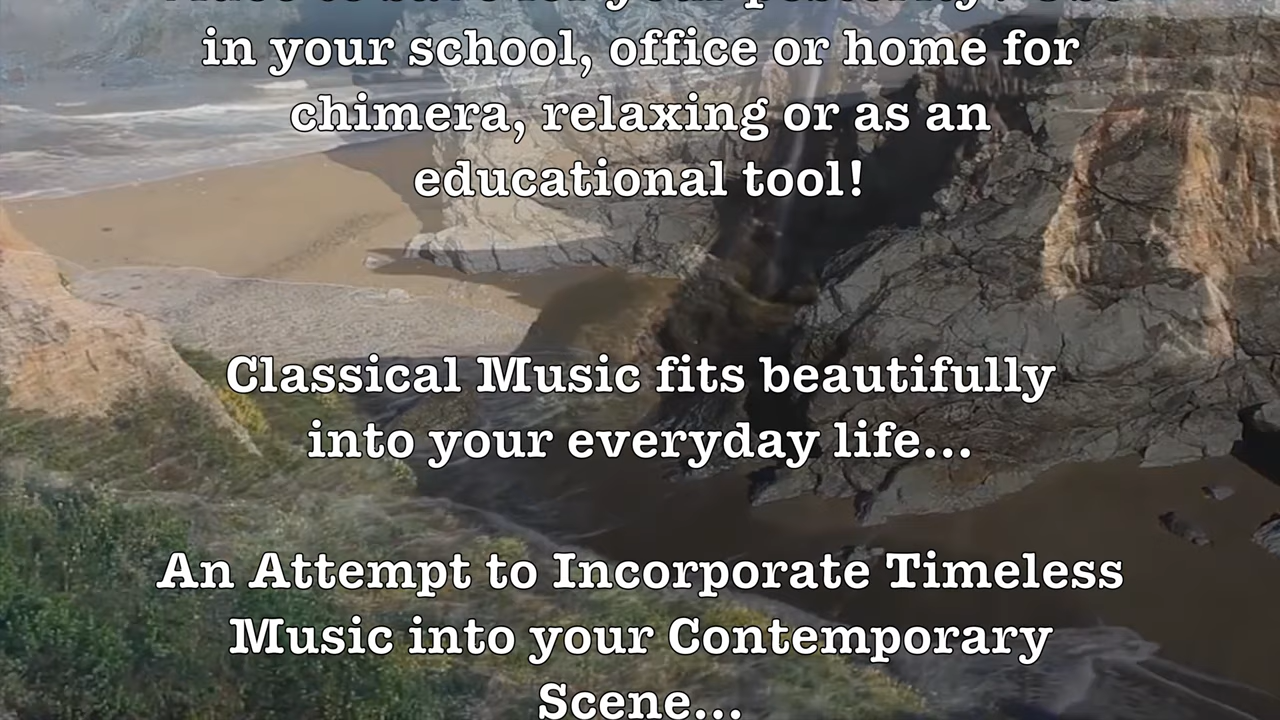 in your school, office or home for
chimera, relaxing or as an
educational tool!
Classical Music fits beautifully
into your everyday life...
An Attempt to Incorporate Timeless
Music into your Contemporary
Scene...